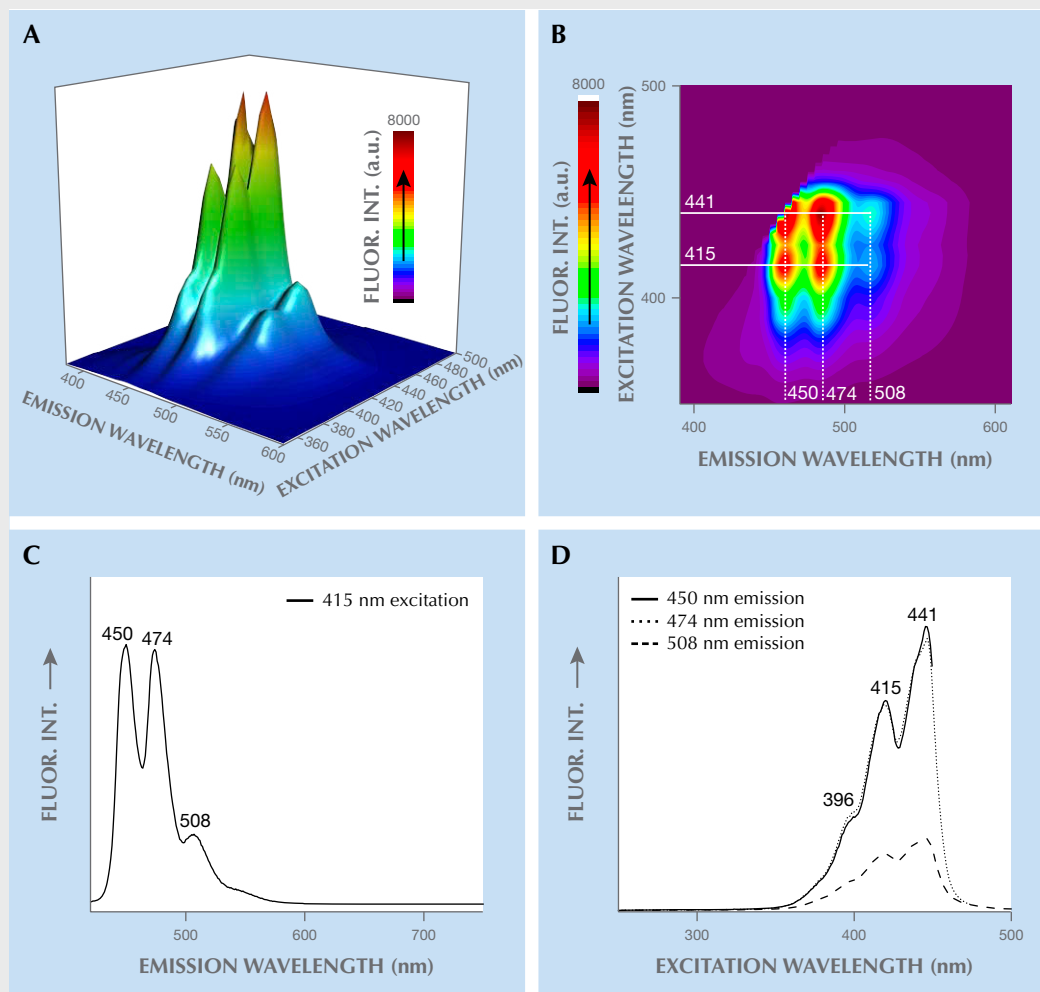 A
8000
FLUOR. INT. (a.u.)
400
450
500
550
600
EMISSION WAVELENGTH (nm)
360
380
400
420
440
460
480
500
EXCITATION WAVELENGTH (nm)
B
8000
FLUOR. INT. (a.u.)
EXCITATION WAVELENGTH (nm)
500
400
441
415
450
474
508
400
500
600
EMISSION WAVELENGTH (nm)
C
415 nm excitation
450
474
508
FLUOR. INT.
500
600
700
EMISSION WAVELENGTH (nm)
D
450 nm emission
474 nm emission
508 nm emission
441
415
396
FLUOR. INT.
300
400
500
EXCITATION WAVELENGTH (nm)